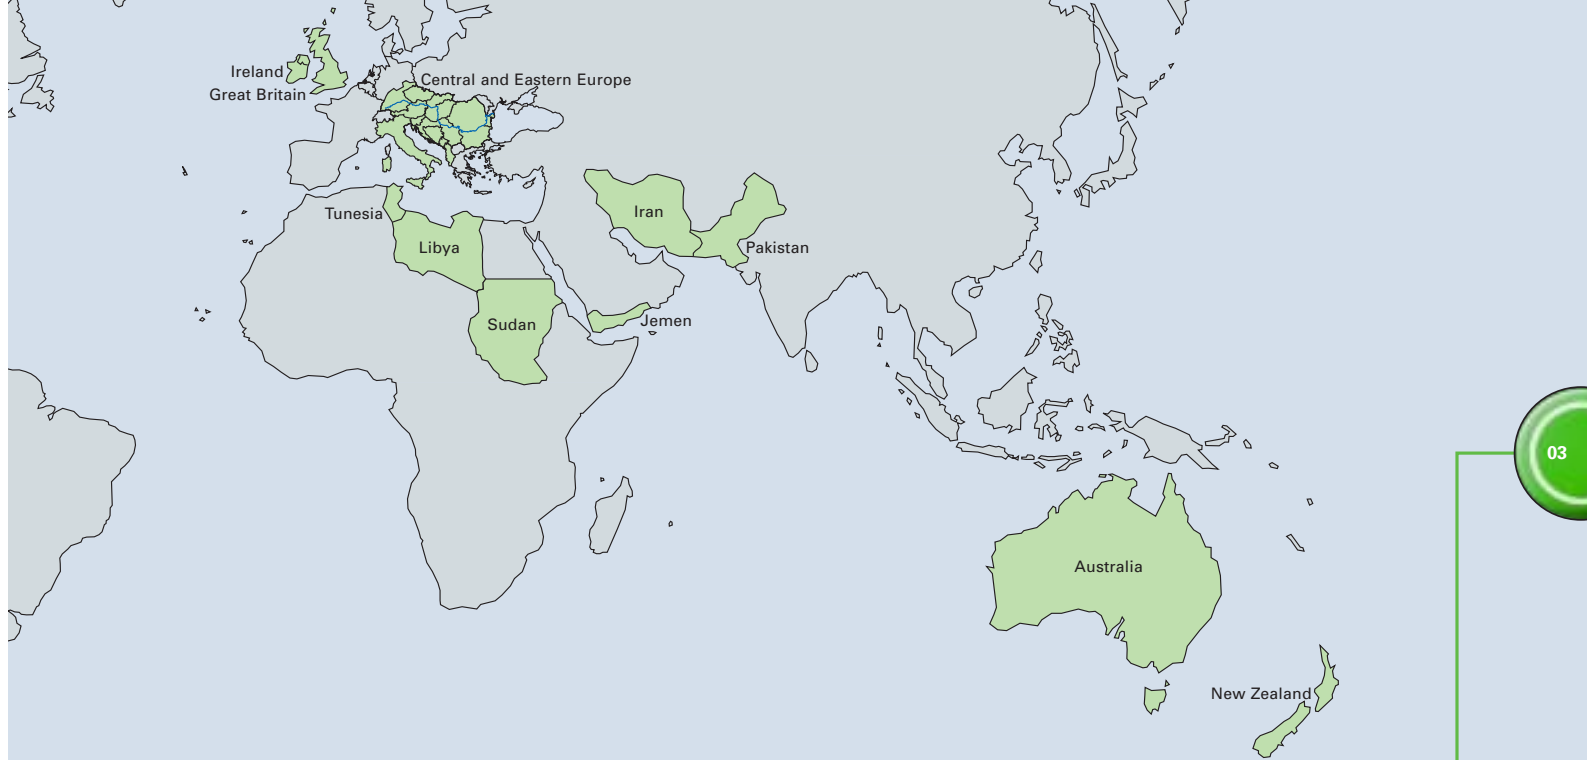 Ireland
Central and Eastern Europe
Great Britain
Tunesia
Iran
Libya
Pakistan
Sudan
Jemen
03
Australia
New Zealand